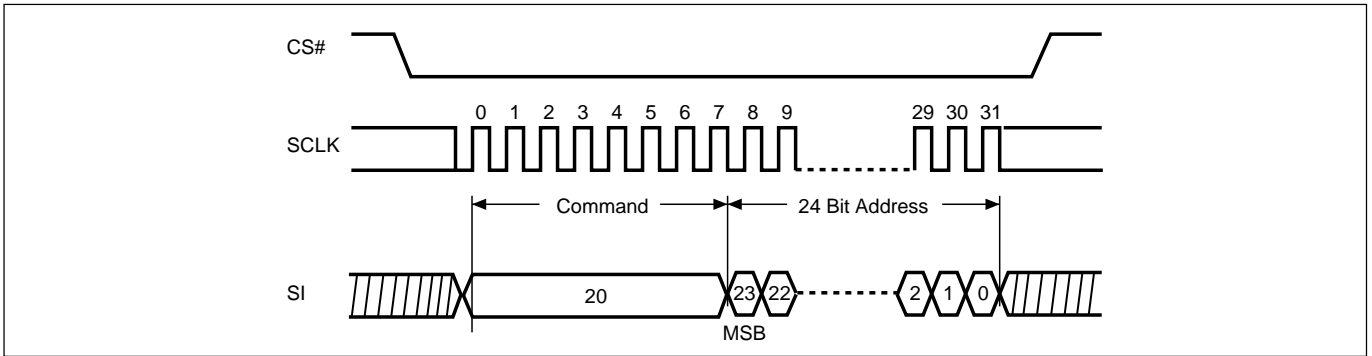 CS#
0 1 2 3 4 5 6 7 8 9 29 30 31
SCLK
Command 24 Bit Address
SI 20 23 22 2 1 0
MSB